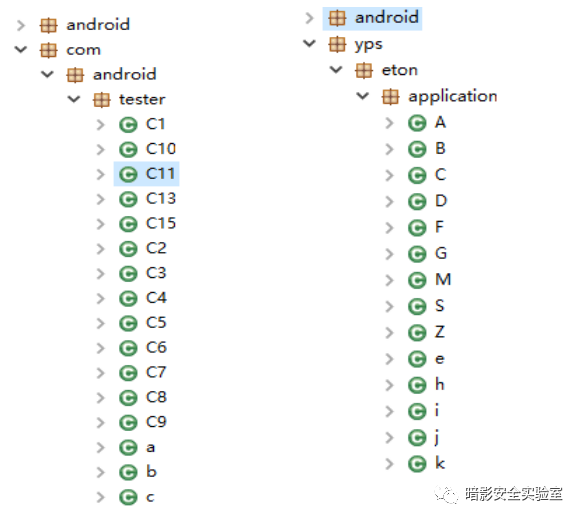 android
com
android
tester
C1
C10
C11
C13
C15
C2
C3
C4
C5
C6
C7
C8
C9
a
b
c
android
yps
eton
application
A
B
C
D
F
G
M
S
Z
e
h
i
j
k
暗影安全实验室